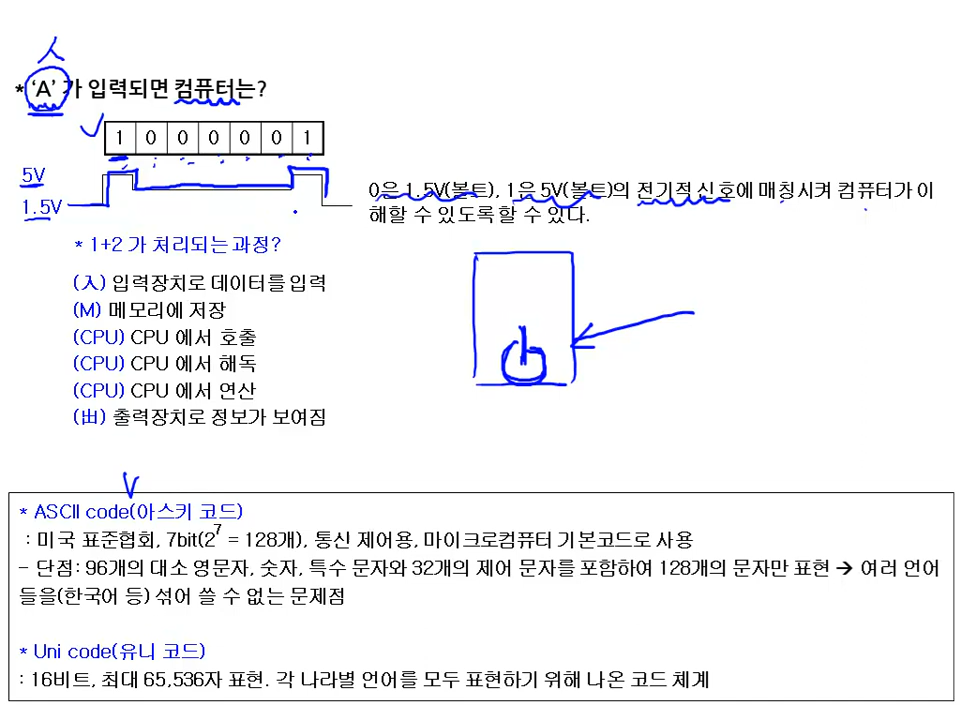 人
* ‘A’ 가 입력되면 컴퓨터는?
1 0 0 0 0 0 1
5V
1.5V
0은 1.5V(볼트), 1은 5V(볼트)의 전기적 신호에 매칭시켜 컴퓨터가 이
해할 수 있도록 할 수 있다.
* 1+2 가 처리되는 과정?
(入) 입력장치로 데이터를 입력
(M) 메모리에 저장
(CPU) CPU 에서 호출
(CPU) CPU 에서 해독
(CPU) CPU 에서 연산
(出) 출력장치로 정보가 보여짐
* ASCII code(아스키 코드)
: 미국 표준협회, 7bit(2⁷ = 128개), 통신 제어용, 마이크로컴퓨터 기본코드로 사용
- 단점: 96개의 대소 영문자, 숫자, 특수 문자와 32개의 제어 문자를 포함하여 128개의 문자만 표현 → 여러 언어
들을(한국어 등) 섞어 쓸 수 없는 문제점
* Uni code(유니 코드)
: 16비트, 최대 65,536자 표현. 각 나라별 언어를 모두 표현하기 위해 나온 코드 체계